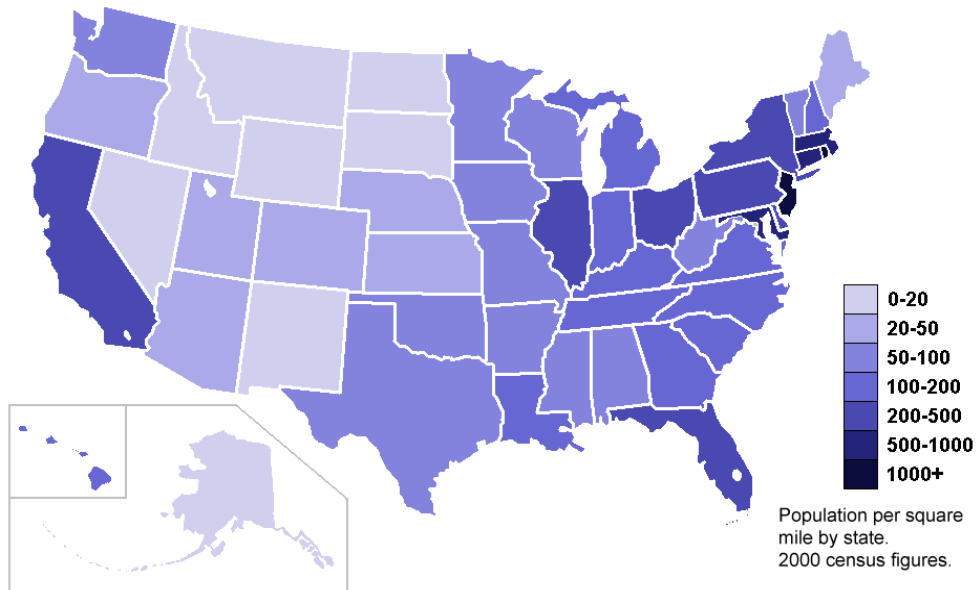 0-20
20-50
50-100
100-200
200-500
500-1000
1000+
Population per square
mile by state.
2000 census figures.